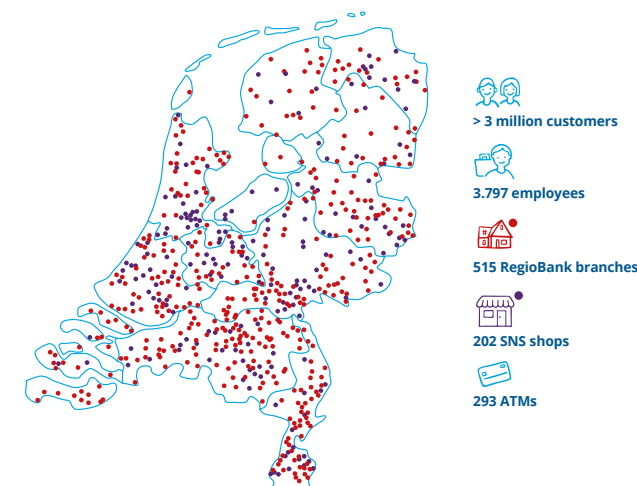 > 3 million customers
3.797 employees
515 RegioBank branches
202 SNS shops
293 ATMs